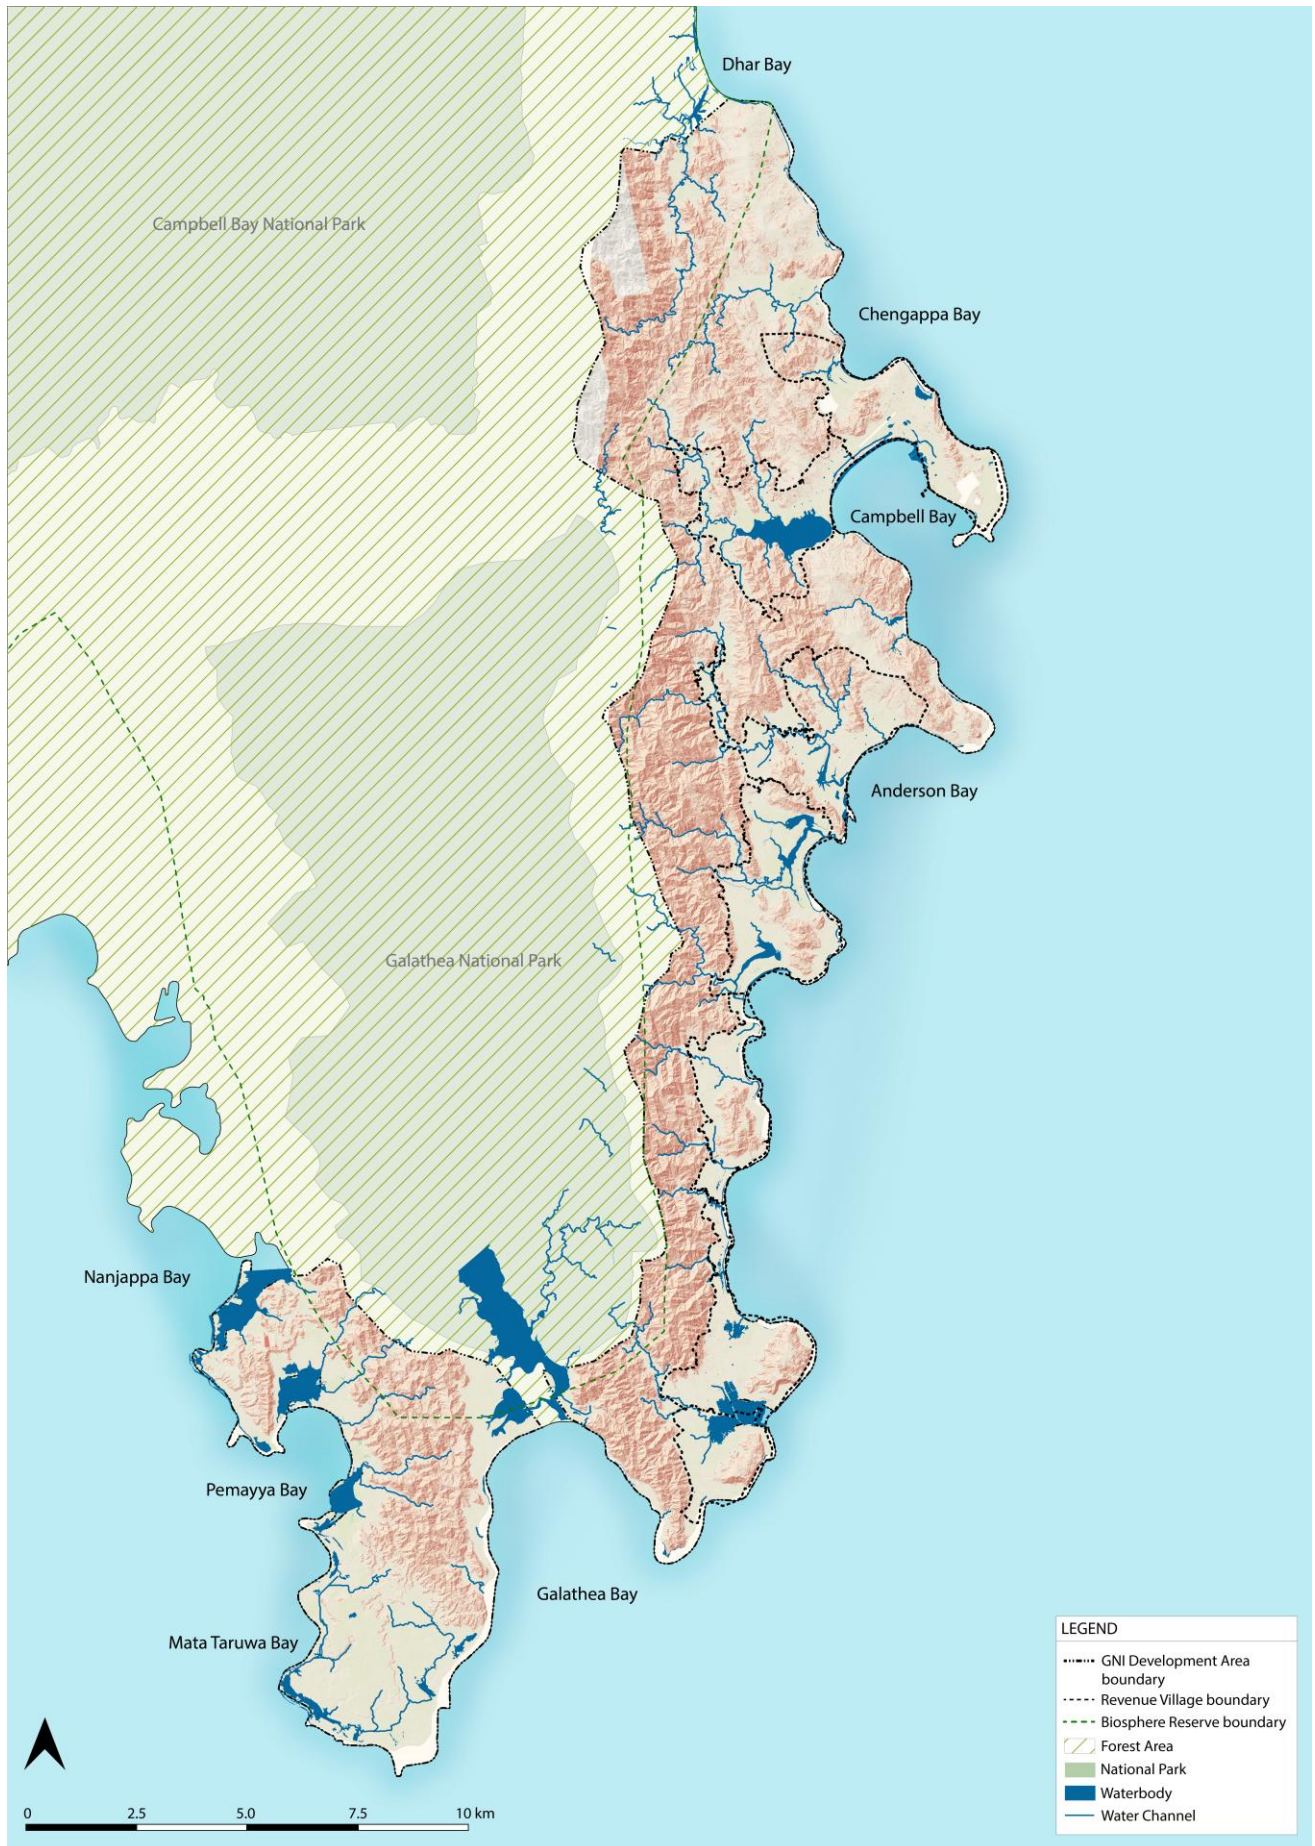 Dhar Bay
Campbell Bay National Park
Chengappa Bay
Campbell Bay
Anderson Bay
Galathea National Park
Nanjappa Bay
Pemayya Bay
Galathea Bay
Mata Taruwa Bay
LEGEND
GNI Development Area
boundary
Revenue Village boundary
Biosphere Reserve boundary
Forest Area
National Park
Waterbody
Water Channel
0 2.5 5.0 7.5 10 km